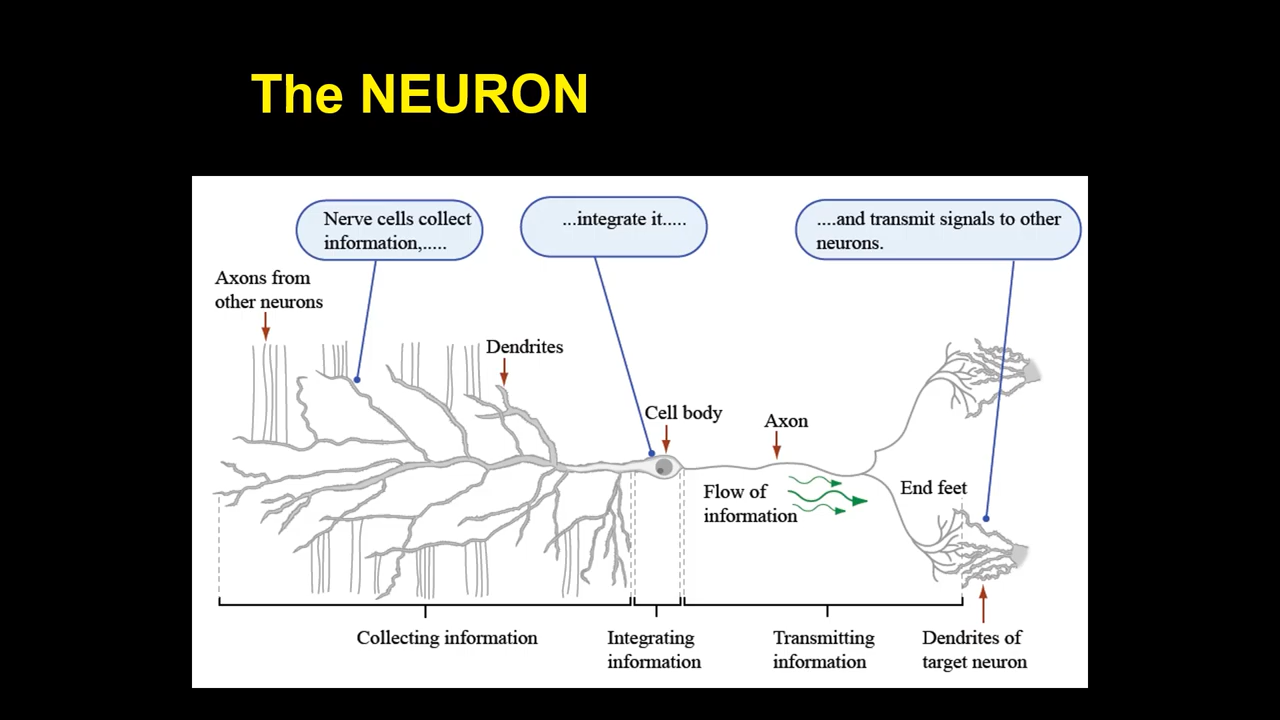 The NEURON
Nerve cells collect
information,.....
...integrate it.....
....and transmit signals to other
neurons.
Axons from
other neurons
Dendrites
Cell body
Axon
Flow of
information
End feet
Collecting information
Integrating
information
Transmitting
information
Dendrites of
target neuron